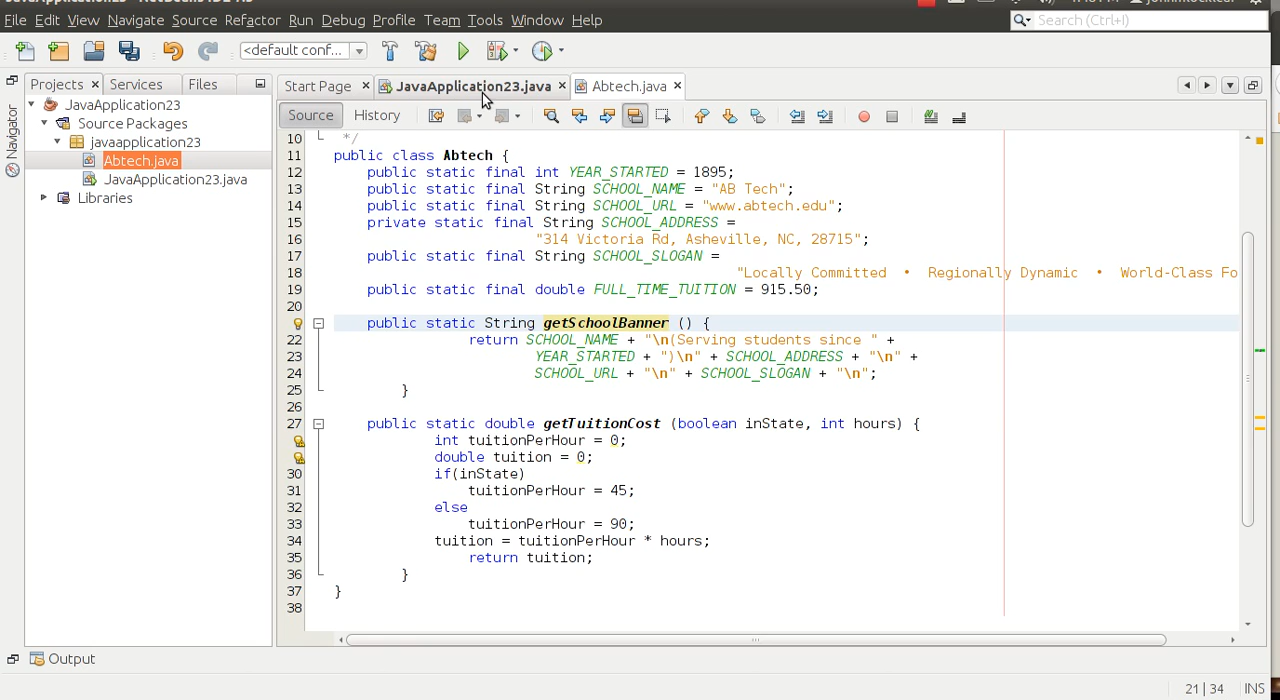 File Edit View Navigate Source Refactor Run Debug Profile Team Tools Window Help
Search (Ctrl+I)
<default conf...
Projects Services Files
Start Page JavaApplication23.java Abtech.java
Navigator
JavaApplication23
Source Packages
javaapplication23
Abtech.java
JavaApplication23.java
Libraries
Source History
10 */
11 public class Abtech {
12 public static final int YEAR_STARTED = 1895;
13 public static final String SCHOOL_NAME = "AB Tech";
14 public static final String SCHOOL_URL = "www.abtech.edu";
15 private static final String SCHOOL_ADDRESS =
16 "314 Victoria Rd, Asheville, NC, 28715";
17 public static final String SCHOOL_SLOGAN =
18 "Locally Committed • Regionally Dynamic • World-Class Fo
19 public static final double FULL_TIME_TUITION = 915.50;
20
public static String getSchoolBanner () {
22 return SCHOOL_NAME + "\n(Serving students since " +
23 YEAR_STARTED + ")\n" + SCHOOL_ADDRESS + "\n" +
24 SCHOOL_URL + "\n" + SCHOOL_SLOGAN + "\n";
25 }
26
27 public static double getTuitionCost (boolean inState, int hours) {
int tuitionPerHour = 0;
double tuition = 0;
30 if(inState)
31 tuitionPerHour = 45;
32 else
33 tuitionPerHour = 90;
34 tuition = tuitionPerHour * hours;
35 return tuition;
36 }
37 }
38
Output
21 | 34 INS